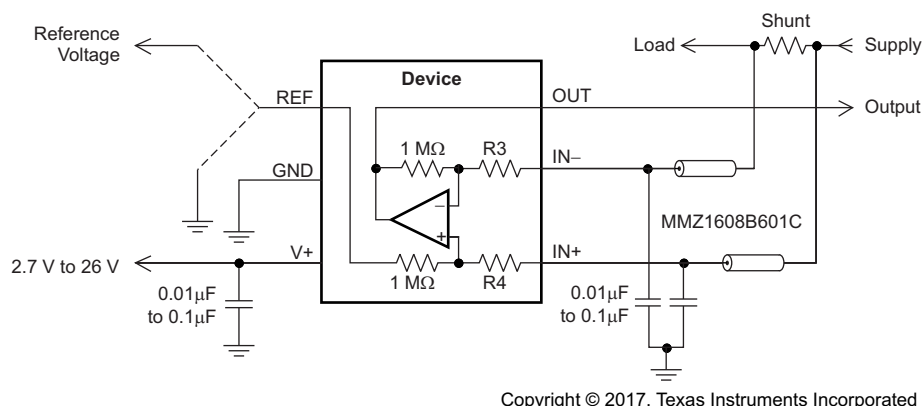 Shunt
Reference
Voltage
Load
Supply
Device
REF
OUT
Output
1 MΩ
R3
IN−
GND
MMZ1608B601C
−
+
V+
IN+
2.7 V to 26 V
1 MΩ
R4
0.01µF
to 0.1µF
0.01µF
to 0.1µF
Copyright © 2017, Texas Instruments Incorporated